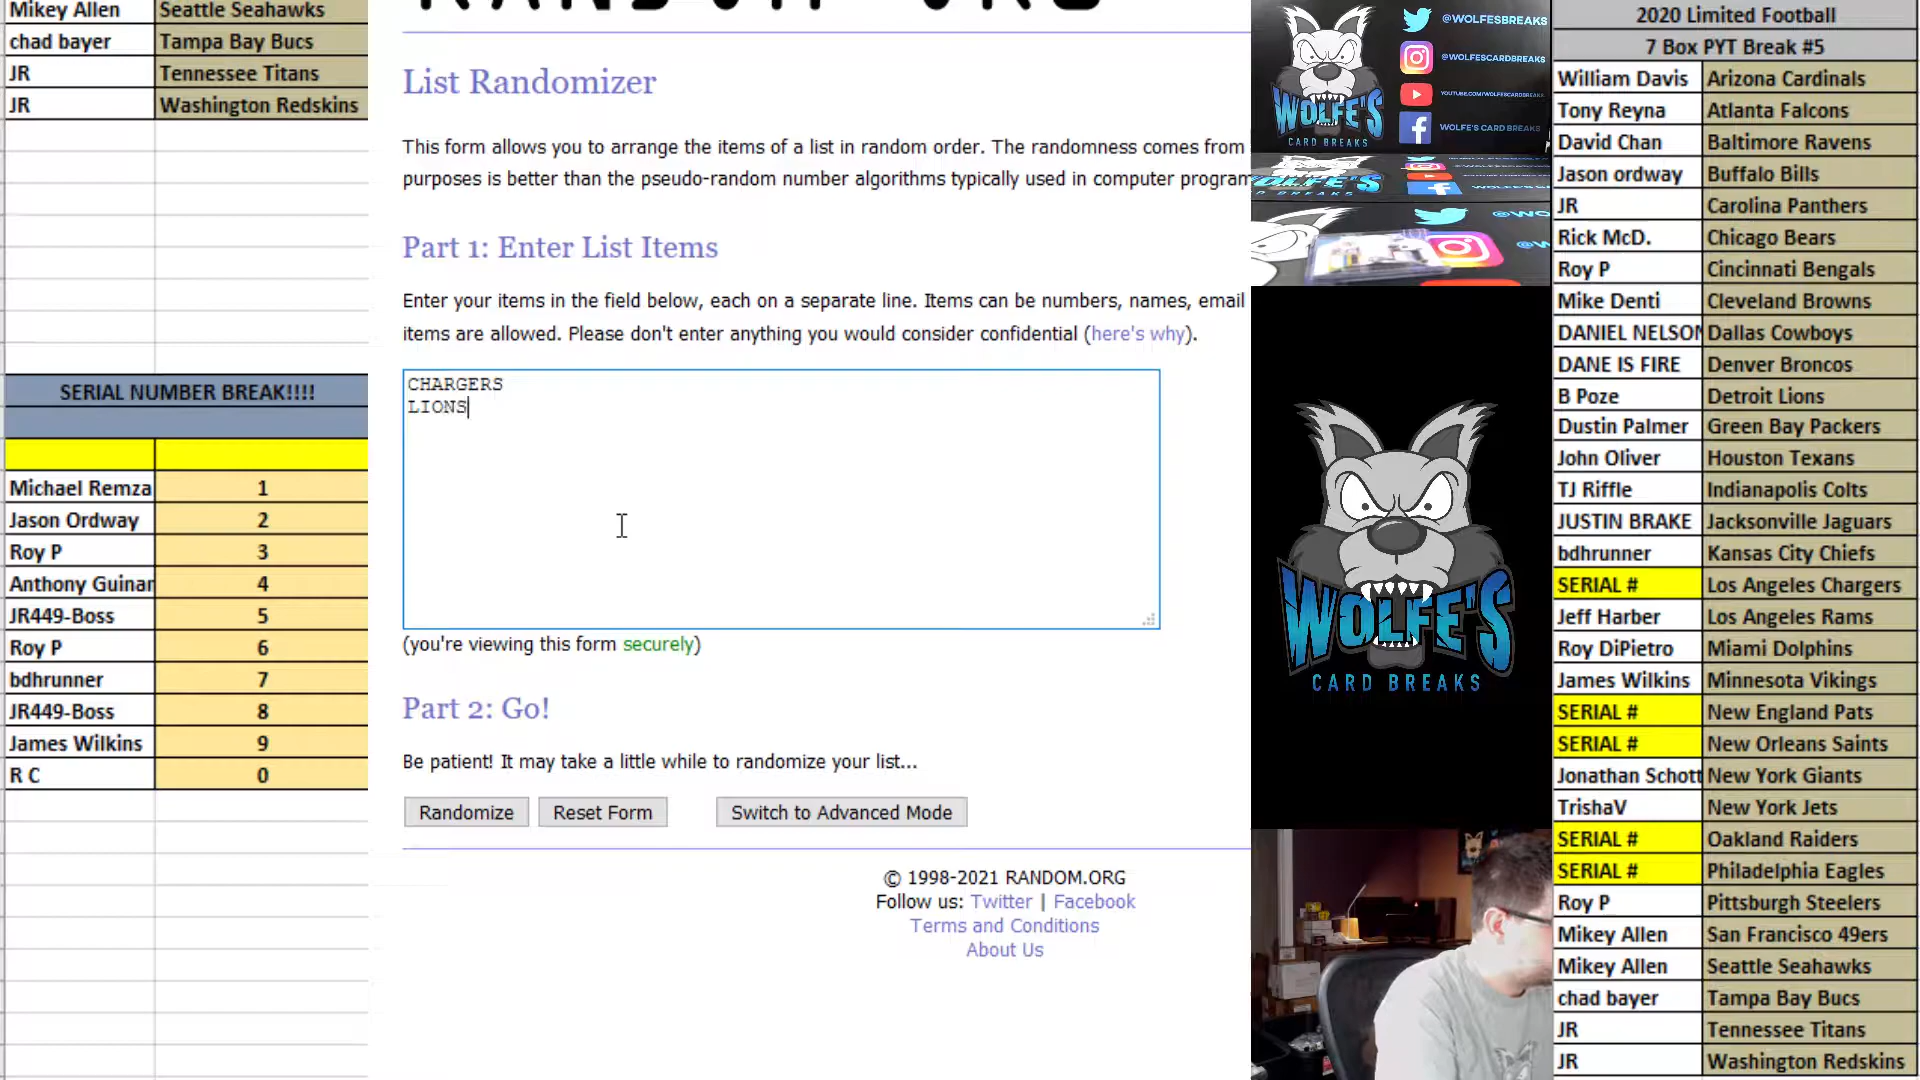 Mikey Allen Seattle Seahawks
chad bayer Tampa Bay Bucs
JR Tennessee Titans
JR Washington Redskins
SERIAL NUMBER BREAK!!!!
Michael Remza 1
Jason Ordway 2
Roy P 3
Anthony Guinar 4
JR449-Boss 5
Roy P 6
bdhrunner 7
JR449-Boss 8
James Wilkins 9
R C 0
RANDOM ORG
List Randomizer
This form allows you to arrange the items of a list in random order. The randomness comes from
purposes is better than the pseudo-random number algorithms typically used in computer program
Part 1: Enter List Items
Enter your items in the field below, each on a separate line. Items can be numbers, names, email
items are allowed. Please don't enter anything you would consider confidential (here's why).
CHARGERS
LIONS
(you're viewing this form securely)
Part 2: Go!
Be patient! It may take a little while to randomize your list...
Randomize Reset Form Switch to Advanced Mode
© 1998-2021 RANDOM.ORG
Follow us: Twitter | Facebook
Terms and Conditions
About Us
@WOLFESBREAKS
@WOLFESCARDBREAKS
YOUTUBE.COM/WOLFESCARDBREAKS
WOLFE'S CARD BREAKS
WOLFE'S
CARD BREAKS
WOLFE'S
CARD BREAKS
2020 Limited Football
7 Box PYT Break #5
William Davis Arizona Cardinals
Tony Reyna Atlanta Falcons
David Chan Baltimore Ravens
Jason ordway Buffalo Bills
JR Carolina Panthers
Rick McD. Chicago Bears
Roy P Cincinnati Bengals
Mike Denti Cleveland Browns
DANIEL NELSON Dallas Cowboys
DANE IS FIRE Denver Broncos
B Poze Detroit Lions
Dustin Palmer Green Bay Packers
John Oliver Houston Texans
TJ Riffle Indianapolis Colts
JUSTIN BRAKE Jacksonville Jaguars
bdhrunner Kansas City Chiefs
SERIAL # Los Angeles Chargers
Jeff Harber Los Angeles Rams
Roy DiPietro Miami Dolphins
James Wilkins Minnesota Vikings
SERIAL # New England Pats
SERIAL # New Orleans Saints
Jonathan Schott New York Giants
TrishaV New York Jets
SERIAL # Oakland Raiders
SERIAL # Philadelphia Eagles
Roy P Pittsburgh Steelers
Mikey Allen San Francisco 49ers
Mikey Allen Seattle Seahawks
chad bayer Tampa Bay Bucs
JR Tennessee Titans
JR Washington Redskins